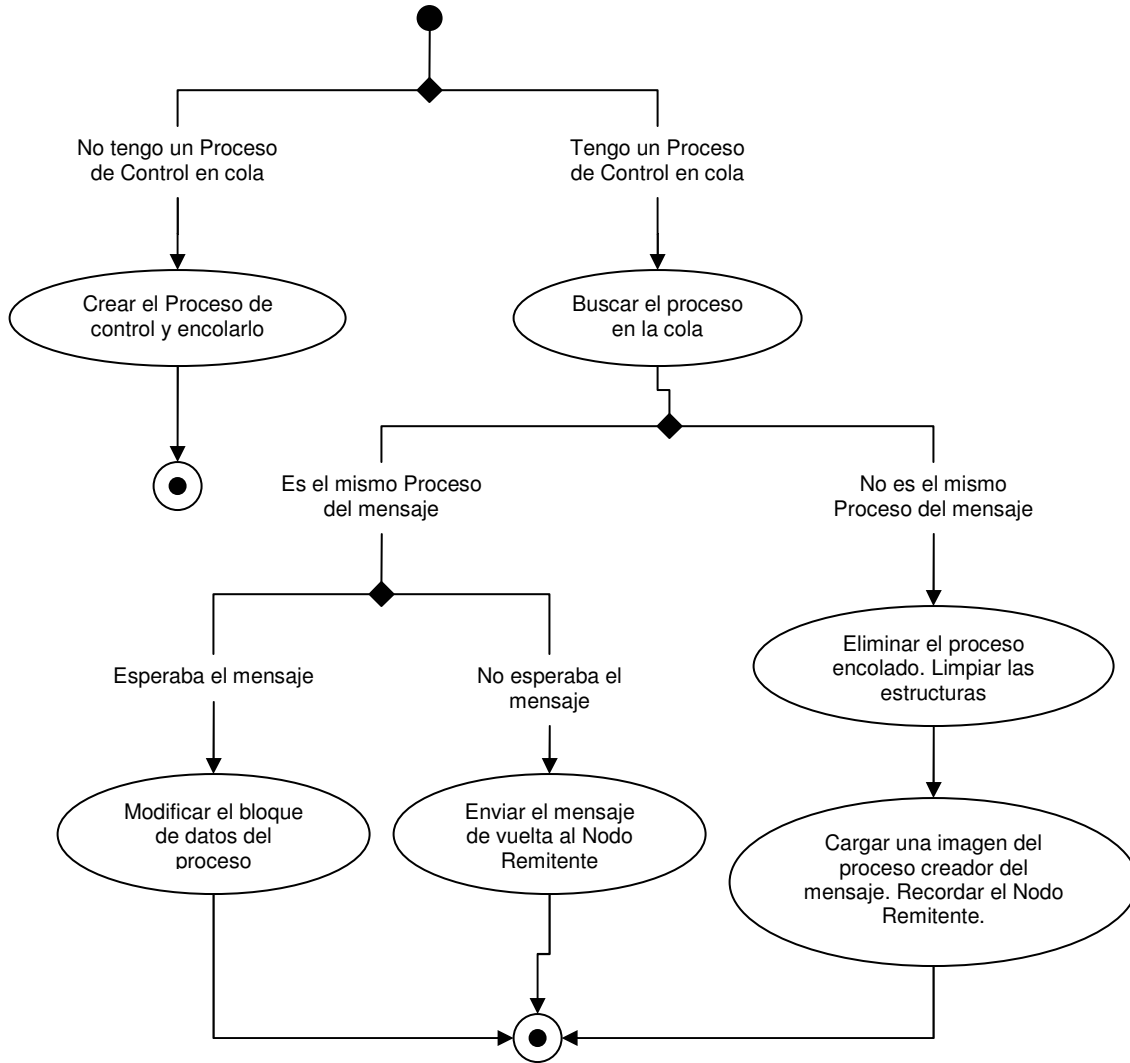 No tengo un Proceso
de Control en cola
Tengo un Proceso
de Control en cola
Crear el Proceso de
control y encolarlo
Buscar el proceso
en la cola
Es el mismo Proceso
del mensaje
No es el mismo
Proceso del mensaje
Esperaba el mensaje
No esperaba el
mensaje
Eliminar el proceso
encolado. Limpiar las
estructuras
Modificar el bloque
de datos del
proceso
Enviar el mensaje
de vuelta al Nodo
Remitente
Cargar una imagen del
proceso creador del
mensaje. Recordar el Nodo
Remitente.